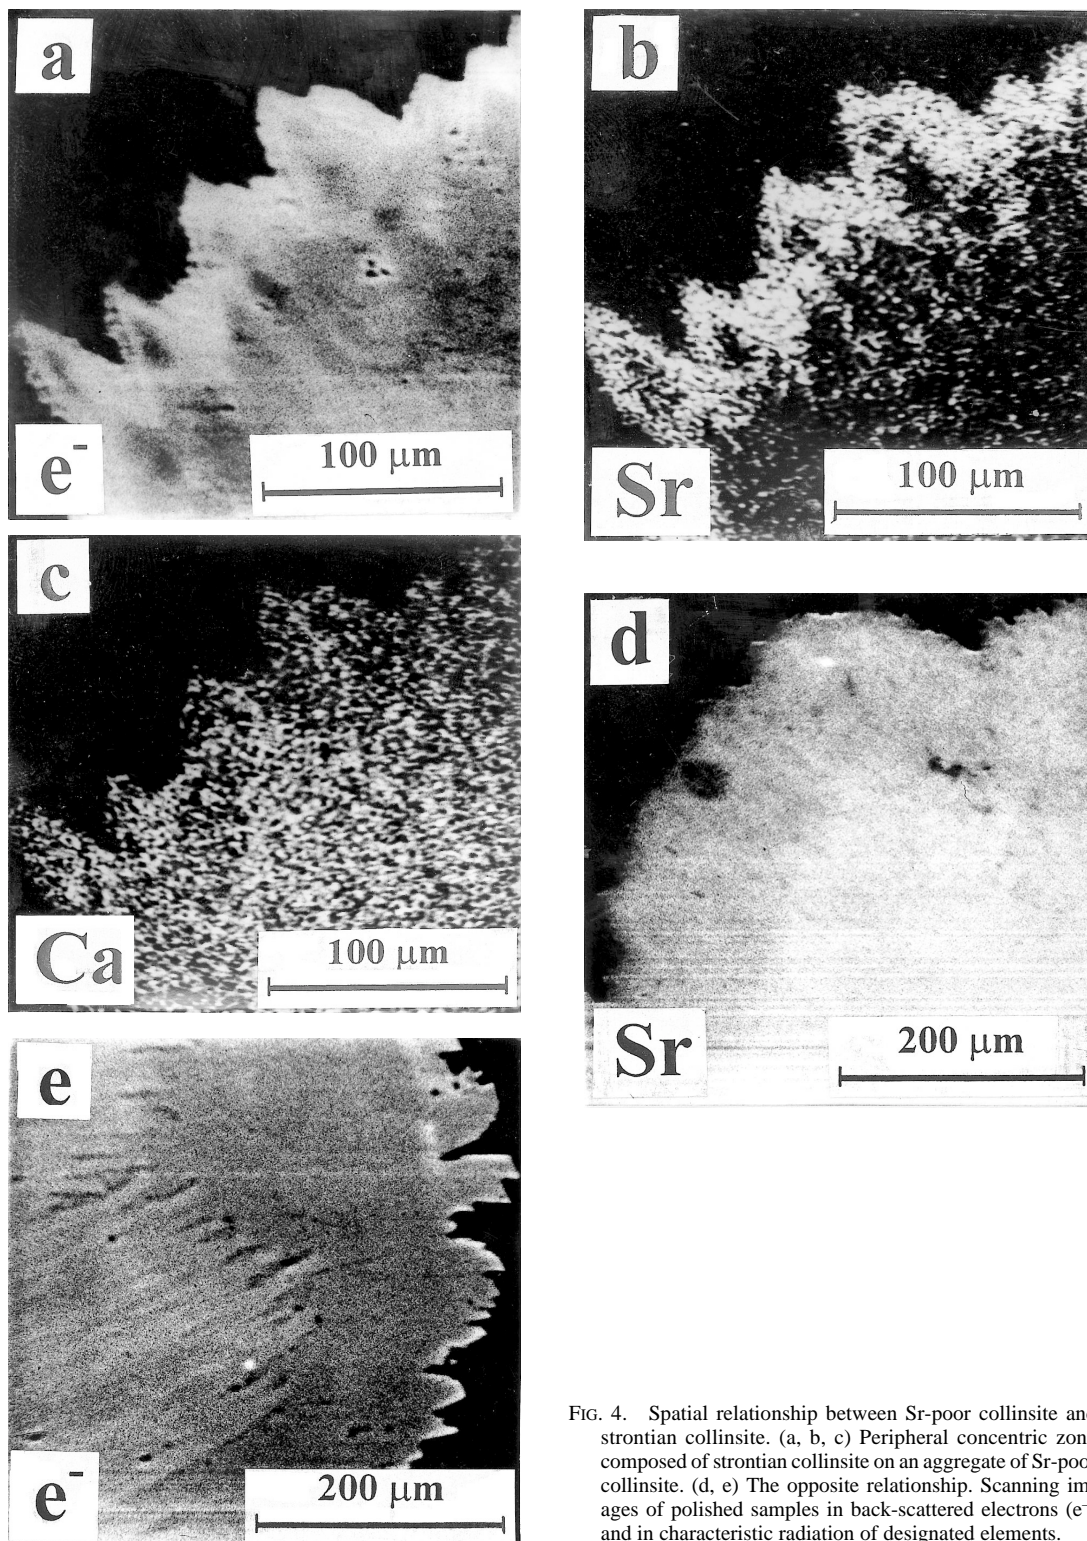 a
e⁻
100 µm
b
Sr
100 µm
c
Ca
100 µm
d
Sr
200 µm
e
e⁻
200 µm
FIG. 4. Spatial relationship between Sr-poor collinsite and
strontian collinsite. (a, b, c) Peripheral concentric zon
composed of strontian collinsite on an aggregate of Sr-poo
collinsite. (d, e) The opposite relationship. Scanning im-
ages of polished samples in back-scattered electrons (e⁻
and in characteristic radiation of designated elements.